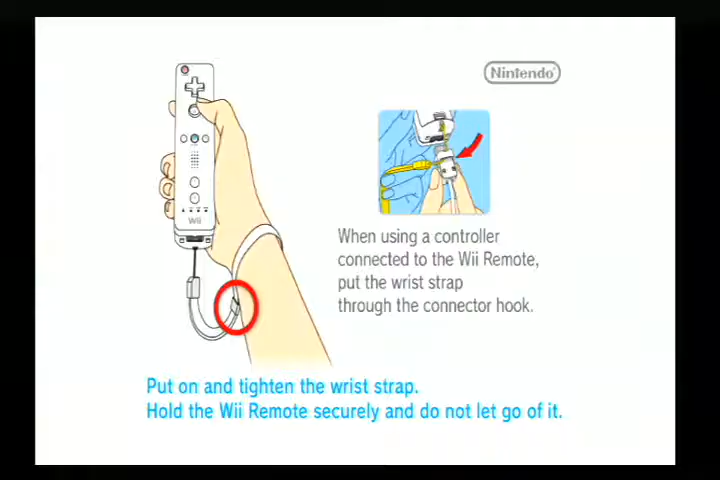 Nintendo®
Wii
When using a controller
connected to the Wii Remote,
put the wrist strap
through the connector hook.
Put on and tighten the wrist strap.
Hold the Wii Remote securely and do not let go of it.